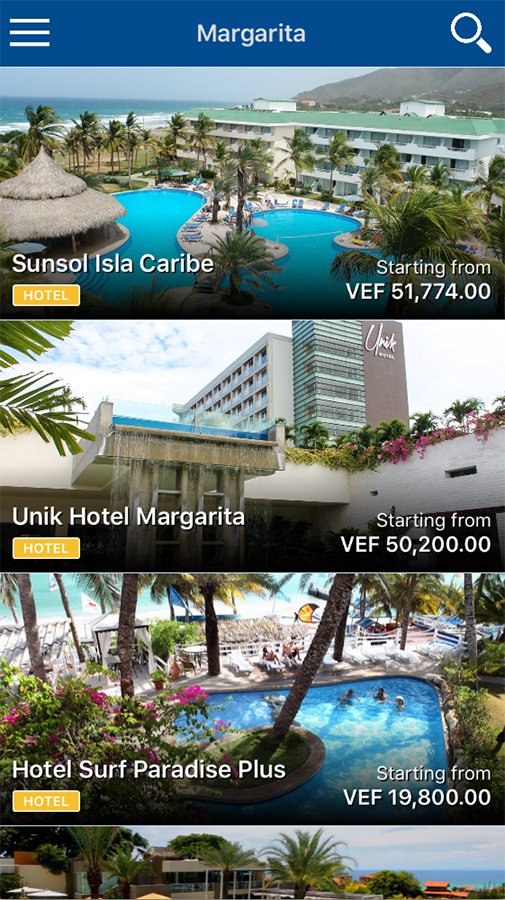 Margarita
Sunsol Isla Caribe
HOTEL
Starting from
VEF 51,774.00
Unik
HOTEL
Unik Hotel Margarita
HOTEL
Starting from
VEF 50,200.00
Hotel Surf Paradise Plus
HOTEL
Starting from
VEF 19,800.00